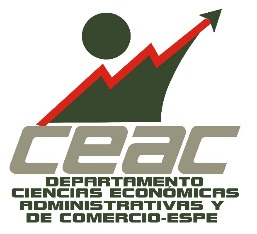 ceac
DEPARTAMENTO
CIENCIAS ECONÓMICAS
ADMINISTRATIVAS Y
DE COMERCIO-ESPE